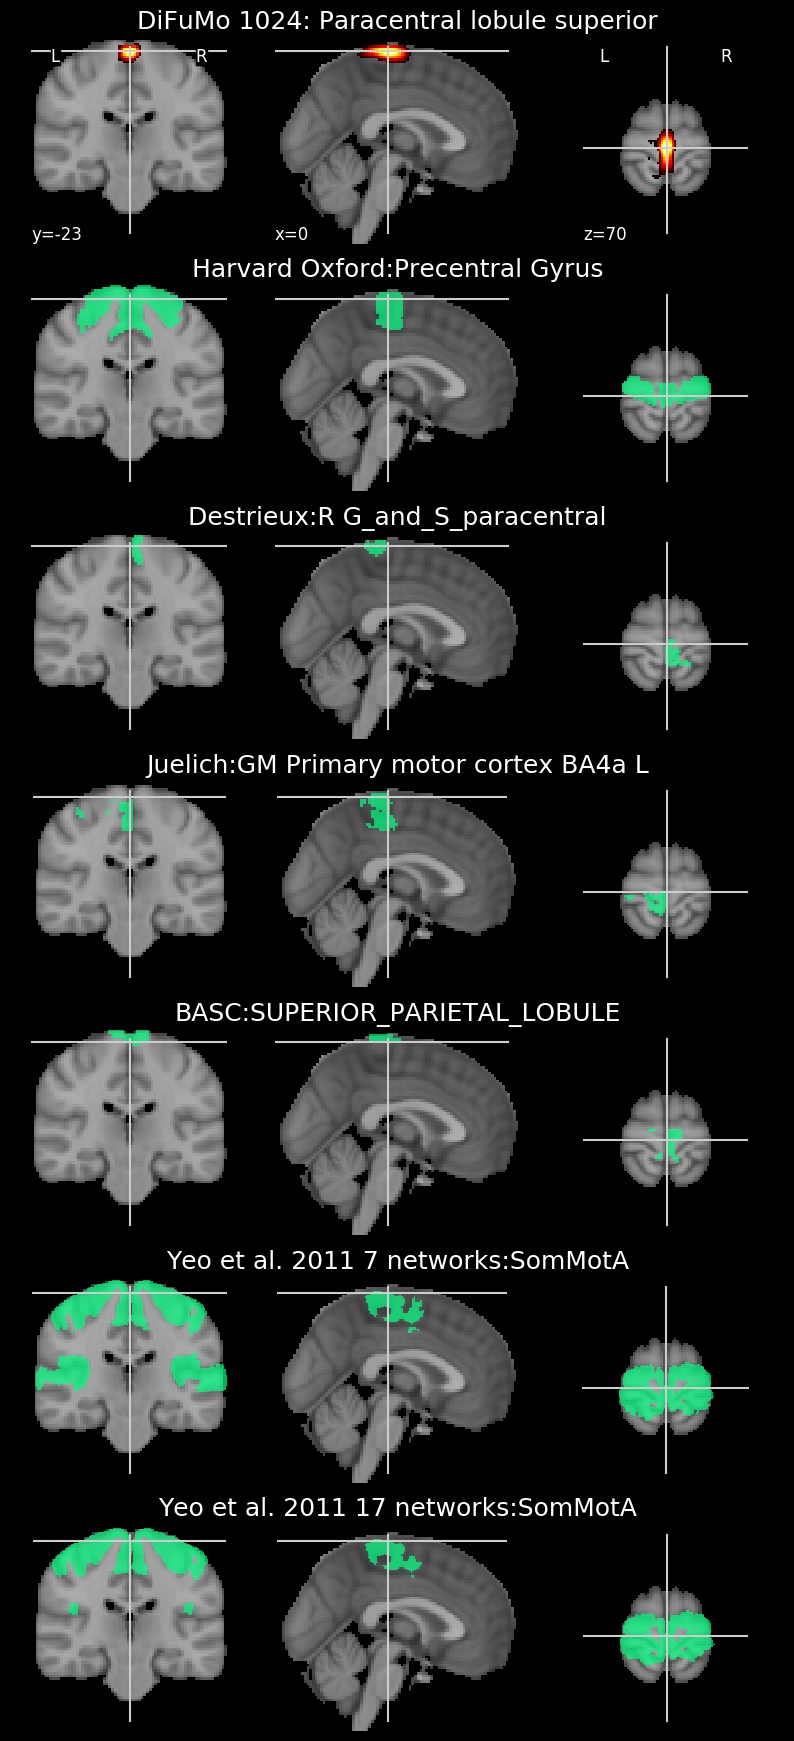 DiFuMo 1024: Paracentral lobule superior
L R L R
y=-23 x=0 z=70
Harvard Oxford:Precentral Gyrus
Destrieux:R G_and_S_paracentral
Juelich:GM Primary motor cortex BA4a L
BASC:SUPERIOR_PARIETAL_LOBULE
Yeo et al. 2011 7 networks:SomMotA
Yeo et al. 2011 17 networks:SomMotA